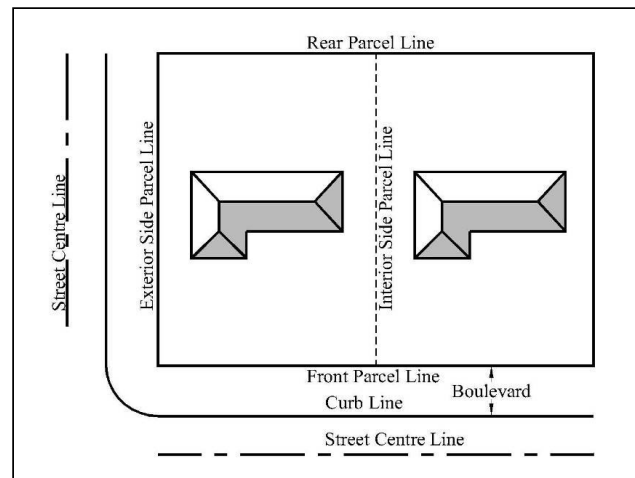 Rear Parcel Line
Street Centre Line
Exterior Side Parcel Line
Interior Side Parcel Line
Front Parcel Line
Boulevard
Curb Line
Street Centre Line